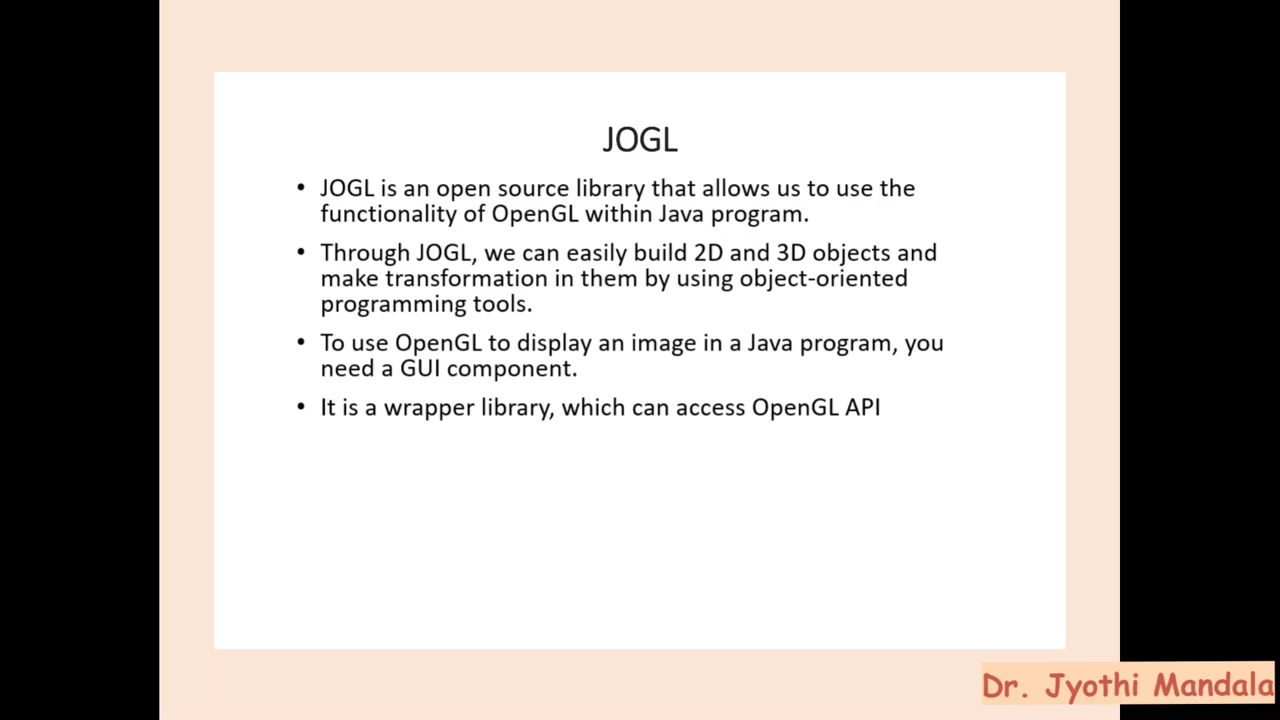 JOGL
• JOGL is an open source library that allows us to use the
functionality of OpenGL within Java program.
• Through JOGL, we can easily build 2D and 3D objects and
make transformation in them by using object-oriented
programming tools.
• To use OpenGL to display an image in a Java program, you
need a GUI component.
• It is a wrapper library, which can access OpenGL API
Dr. Jyothi Mandala